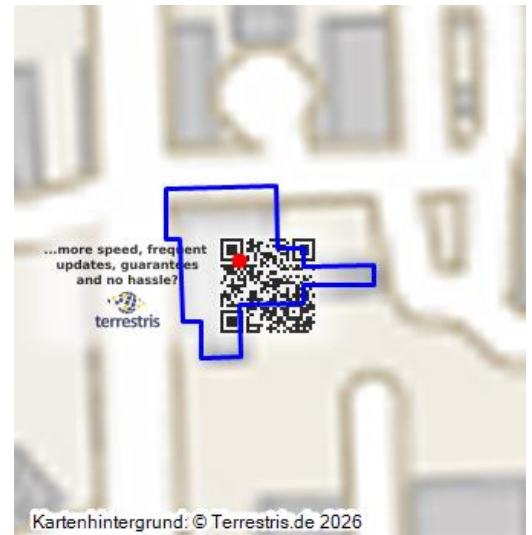 ...more speed, frequent
updates, guarantees
and no hassle?
terrestris
Kartenhintergrund: © Terrestris.de 2026